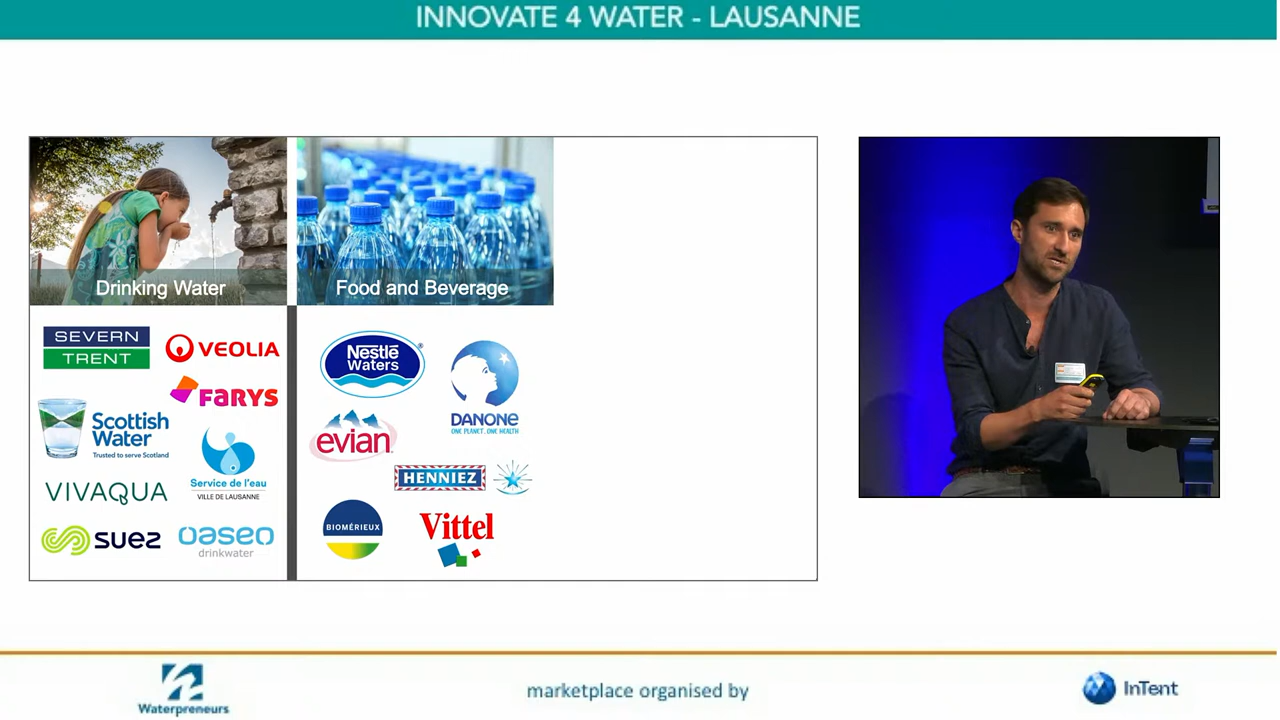 INNOVATE 4 WATER - LAUSANNE
Drinking Water
Food and Beverage
SEVERN
TRENT
VEOLIA
FARYS
Scottish
Water
Trusted to serve Scotland
Service de l'eau
VILLE DE LAUSANNE
VIVAQUA
suez
oaseo
drinkwater
Nestlé
Waters
®
DANONE
ONE PLANET. ONE HEALTH
evian
HENNIEZ
BIOMÉRIEUX
Vittel
Waterpreneurs
marketplace organised by
InTent